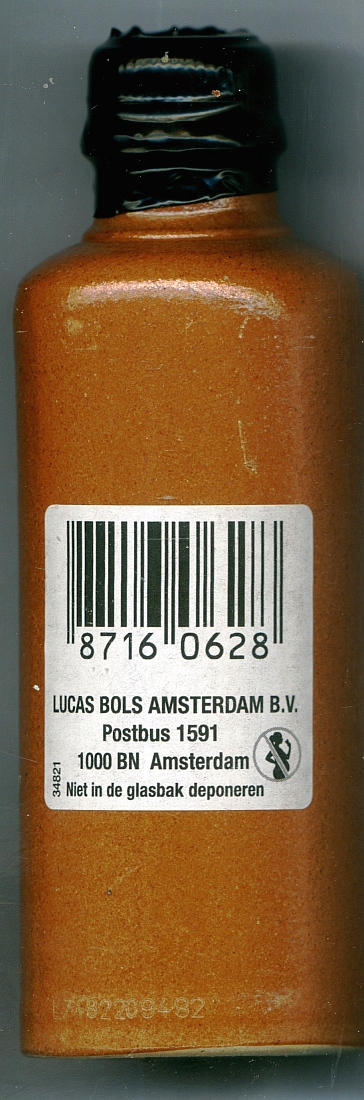 8716 0628
LUCAS BOLS AMSTERDAM B.V.
Postbus 1591
1000 BN Amsterdam
Niet in de glasbak deponeren
34821